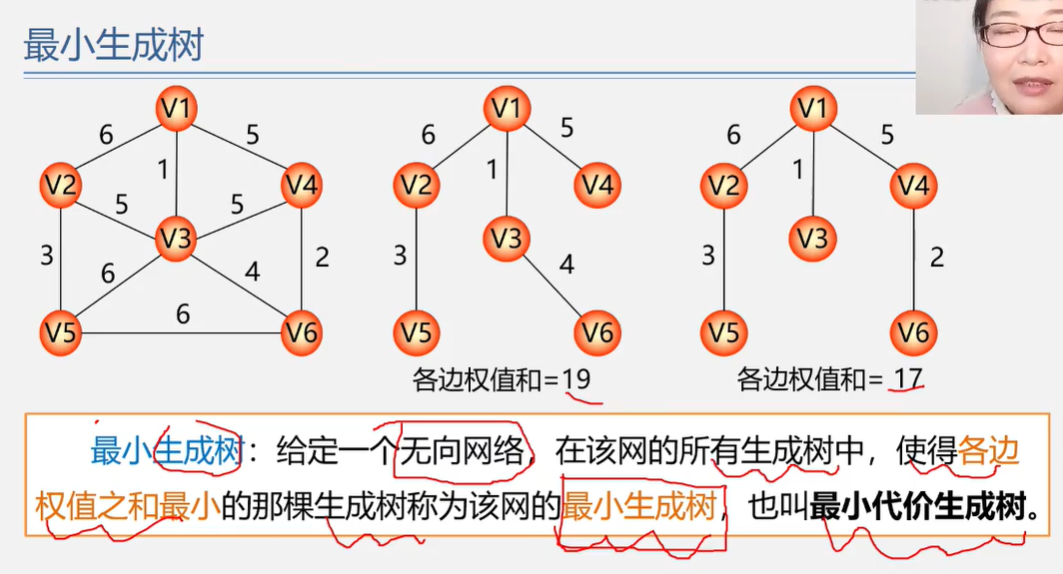 最小生成树
V1 V1 V1
6 5 6 5 6 5
1 1 1
V2 V4 V2 V4 V2 V4
5 5
V3 V3 V3
3 6 4 2 3 4 3 2
6
V5 V6 V5 V6 V5 V6
各边权值和=19 各边权值和= 17
最小生成树：给定一个无向网络，在该网的所有生成树中，使得各边
权值之和最小的那棵生成树称为该网的最小生成树，也叫最小代价生成树。